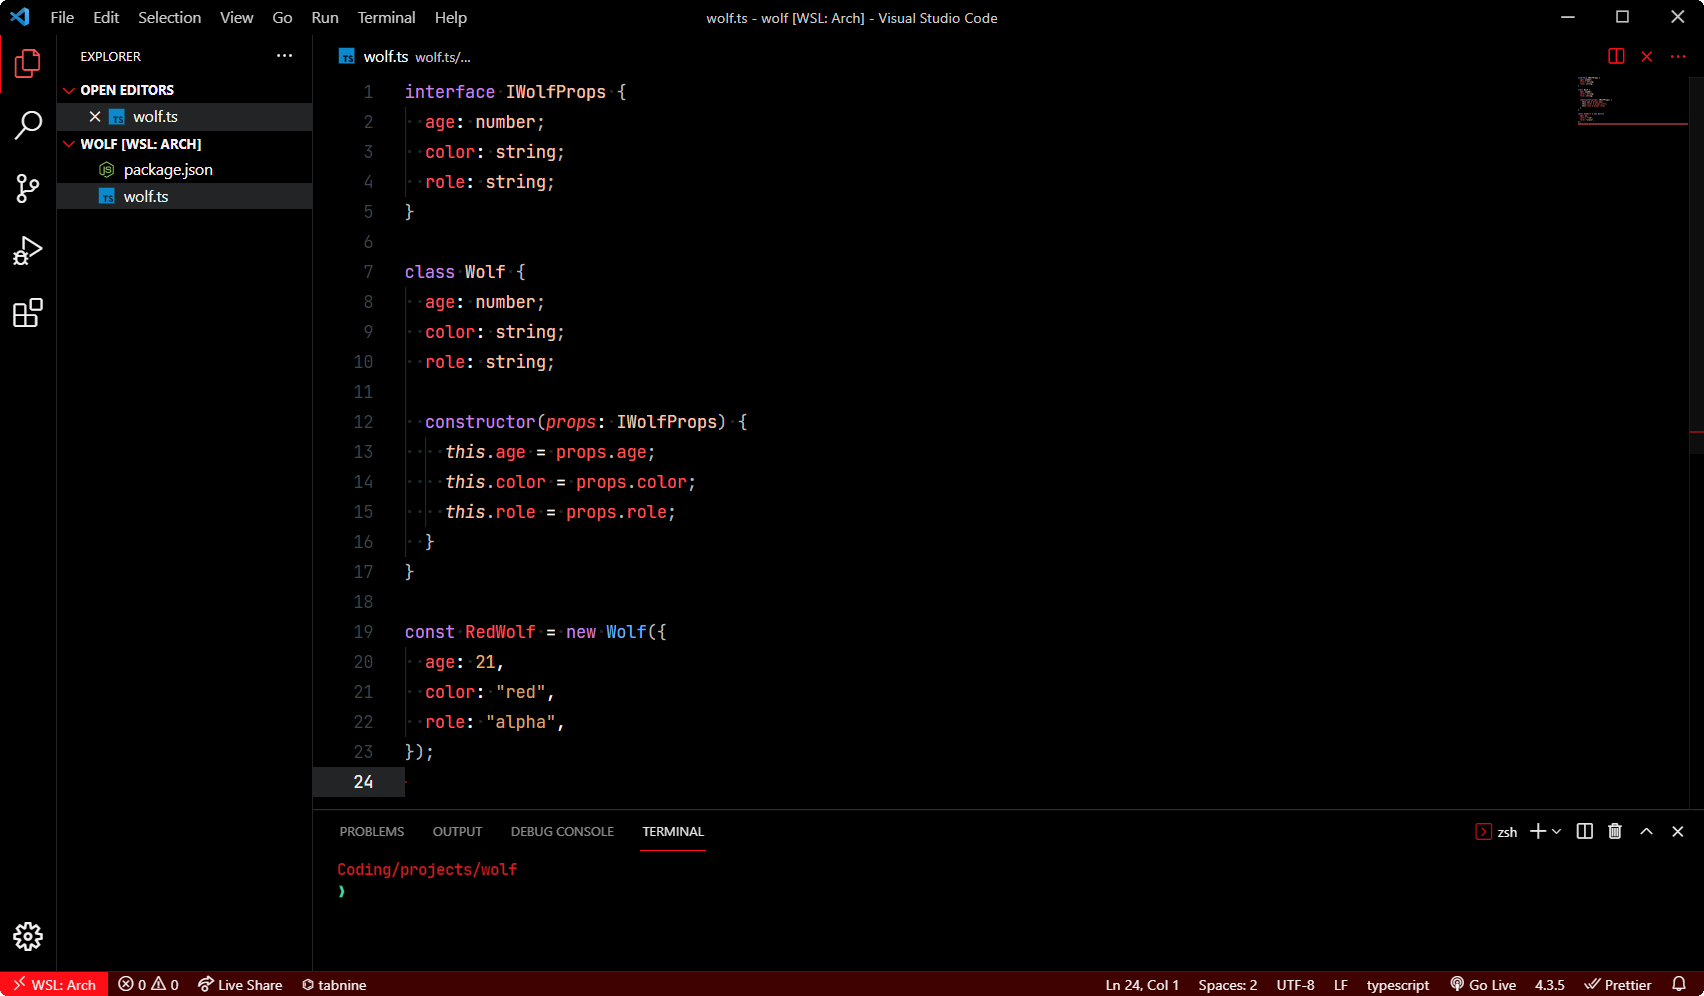 File Edit Selection View Go Run Terminal Help wolf.ts - wolf [WSL: Arch] - Visual Studio Code
EXPLORER ...
OPEN EDITORS
TS wolf.ts
WOLF [WSL: ARCH]
JS package.json
TS wolf.ts
TS wolf.ts wolf.ts/...
1 interface IWolfProps {
2   age: number;
3   color: string;
4   role: string;
5 }
6
7 class Wolf {
8   age: number;
9   color: string;
10   role: string;
11
12   constructor(props: IWolfProps) {
13     this.age = props.age;
14     this.color = props.color;
15     this.role = props.role;
16   }
17 }
18
19 const RedWolf = new Wolf({
20   age: 21,
21   color: "red",
22   role: "alpha",
23 });
24
PROBLEMS OUTPUT DEBUG CONSOLE TERMINAL zsh
Coding/projects/wolf
❯
WSL: Arch 0 0 Live Share tabnine Ln 24, Col 1 Spaces: 2 UTF-8 LF typescript Go Live 4.3.5 Prettier